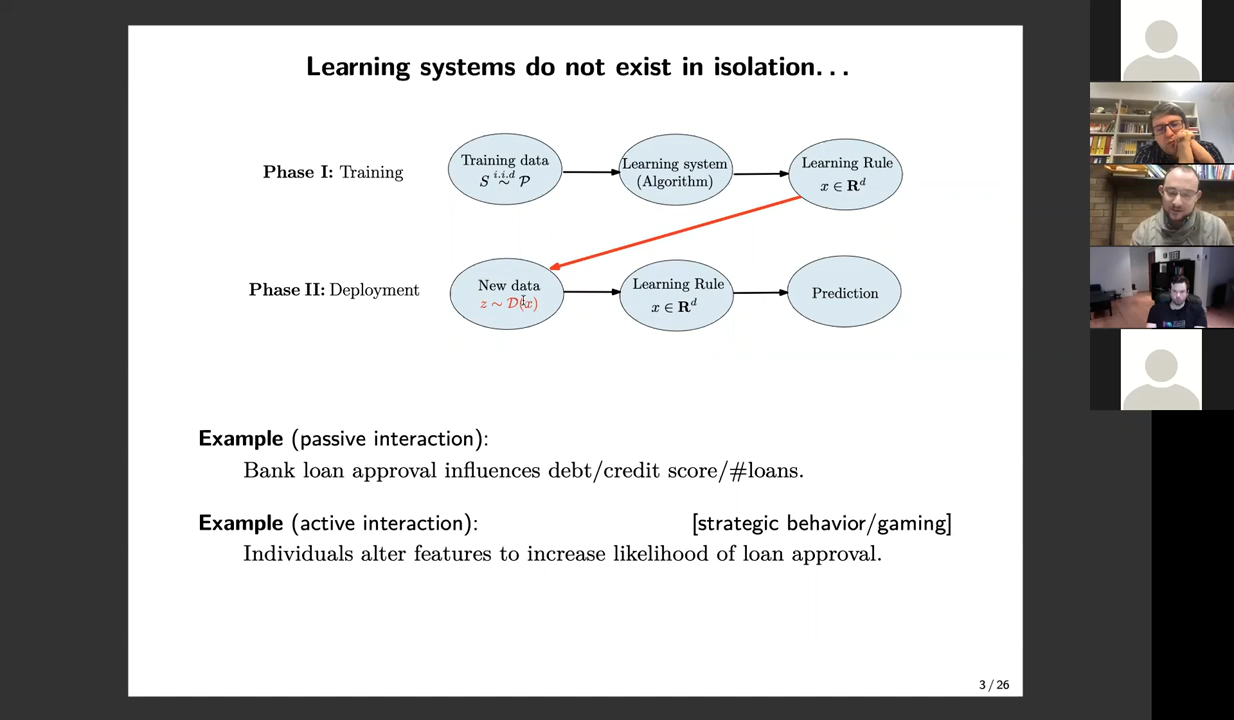 Learning systems do not exist in isolation...
Phase I: Training
Training data
S i.i.d ∼ 𝒫
Learning system
(Algorithm)
Learning Rule
x ∈ R^d
Phase II: Deployment
New data
z ∼ 𝒟(x)
Learning Rule
x ∈ R^d
Prediction
Example (passive interaction):
Bank loan approval influences debt/credit score/#loans.
Example (active interaction): [strategic behavior/gaming]
Individuals alter features to increase likelihood of loan approval.
3 / 26